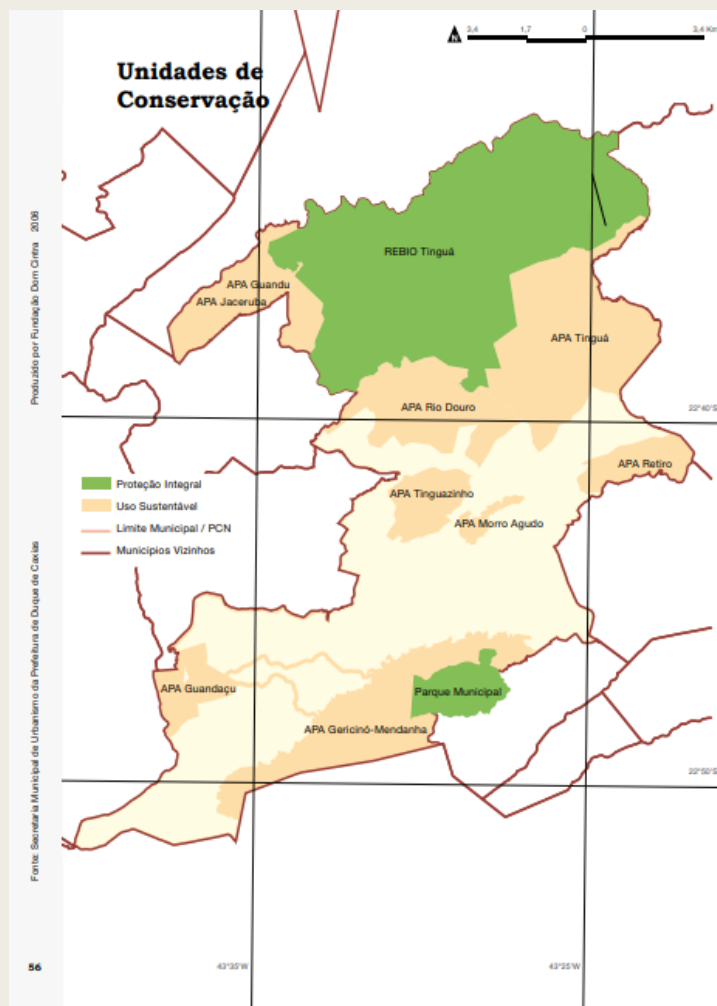 N
3,4 1,7 0 3,4 Km
Unidades de
Conservação
REBIO Tinguá
APA Guandu
APA Jaceruba
APA Tinguá
APA Rio Douro
22°40'S
APA Retiro
APA Tinguazinho
APA Morro Agudo
Proteção Integral
Uso Sustentável
Limite Municipal / PCN
Municípios Vizinhos
APA Guandaçu
Parque Municipal
APA Gericinó-Mendanha
22°50'S
43°35'W
43°25'W
Produzido por Fundação Dom Cintra 2006
Fonte: Secretaria Municipal de Urbanismo da Prefeitura de Duque de Caxias
56